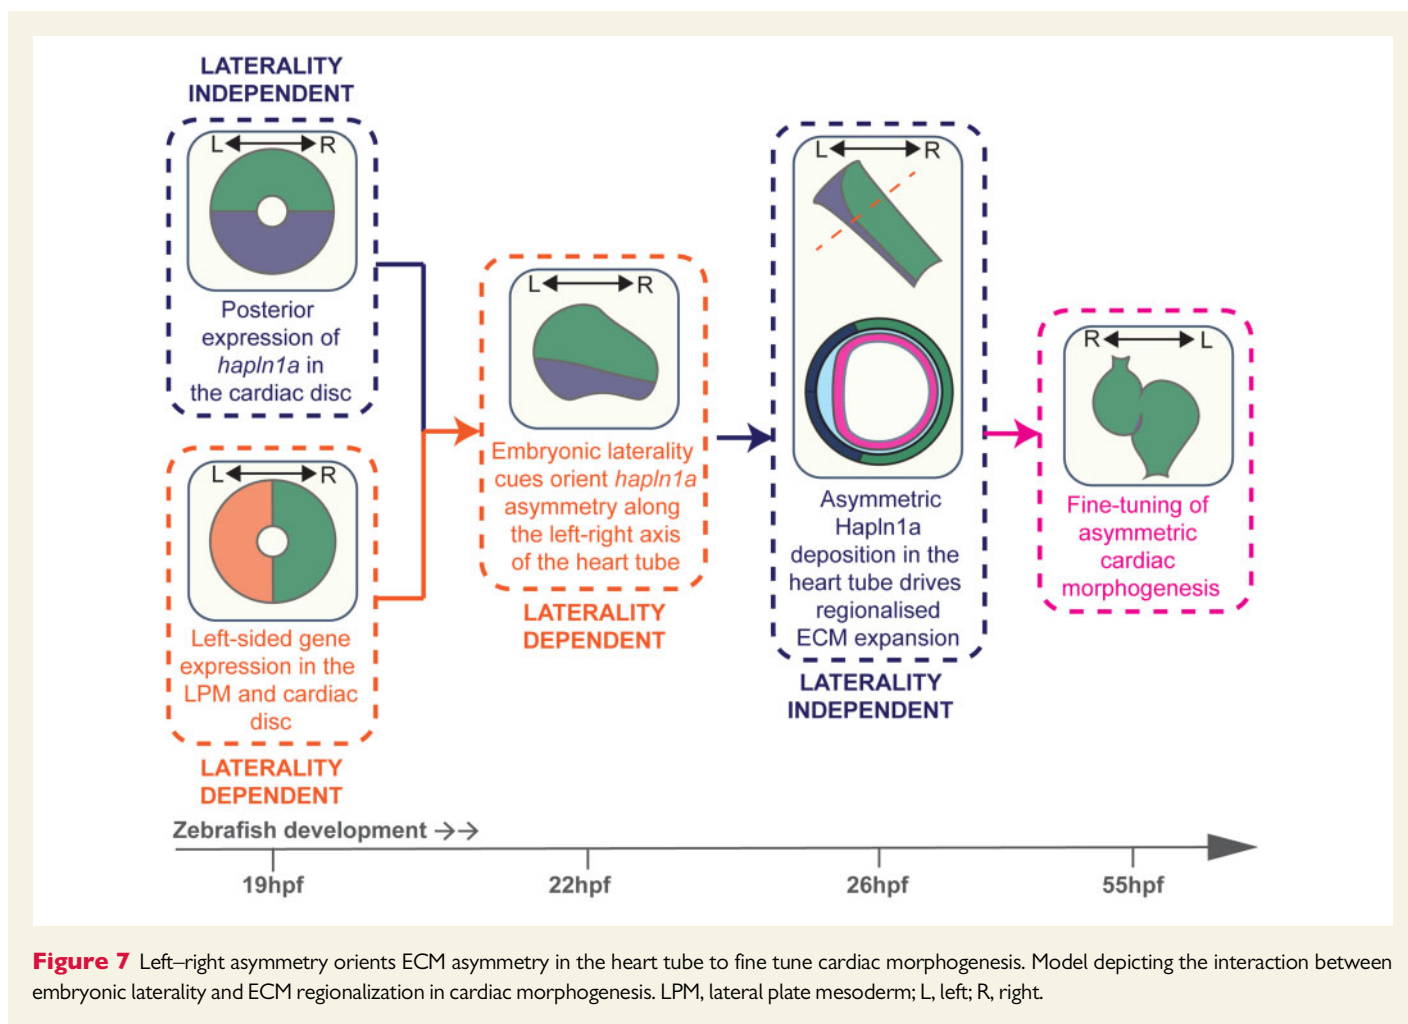 LATERALITY
INDEPENDENT
L R
Posterior
expression of
hapln1a in
the cardiac disc
L R
Left-sided gene
expression in the
LPM and cardiac
disc
LATERALITY
DEPENDENT
L R
Embryonic laterality
cues orient hapln1a
asymmetry along
the left-right axis
of the heart tube
LATERALITY
DEPENDENT
L R
Asymmetric
Hapln1a
deposition in the
heart tube drives
regionalised
ECM expansion
LATERALITY
INDEPENDENT
R L
Fine-tuning of
asymmetric
cardiac
morphogenesis
Zebrafish development →→
19hpf 22hpf 26hpf 55hpf
Figure 7 Left–right asymmetry orients ECM asymmetry in the heart tube to fine tune cardiac morphogenesis. Model depicting the interaction between
embryonic laterality and ECM regionalization in cardiac morphogenesis. LPM, lateral plate mesoderm; L, left; R, right.